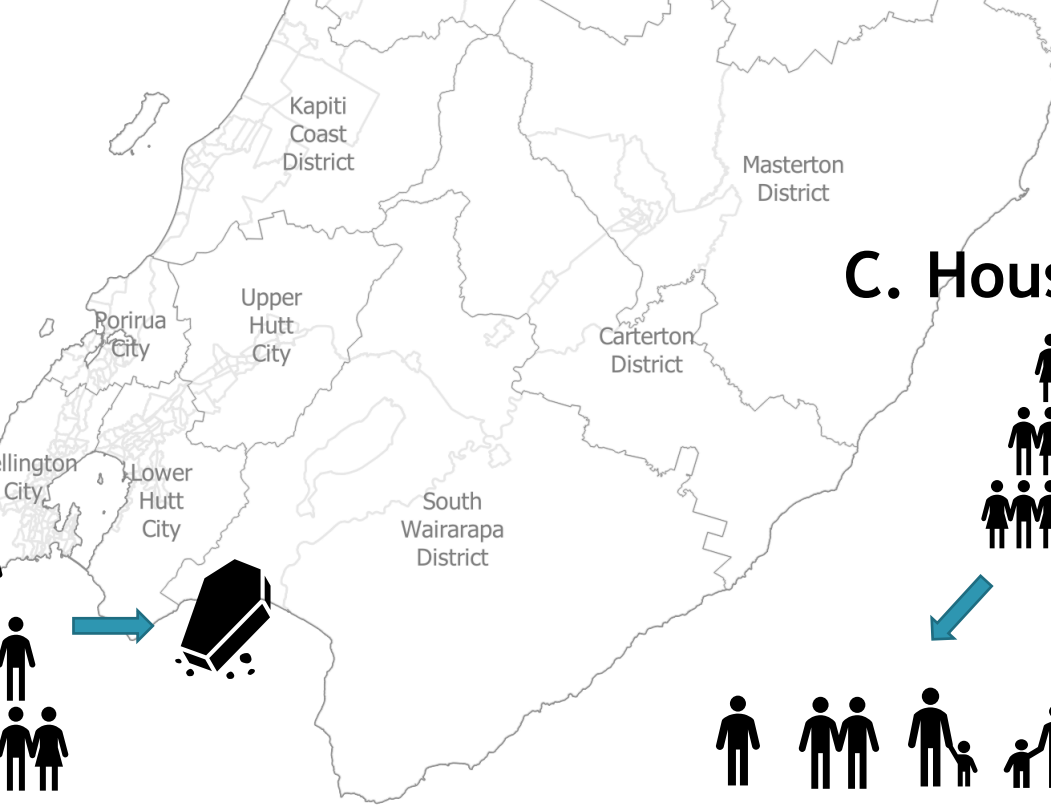 Kapiti
Coast
District
Masterton
District
C. Hous
Upper
Hutt
City
Porirua
City
Carterton
District
ellington
City
Lower
Hutt
City
South
Wairarapa
District